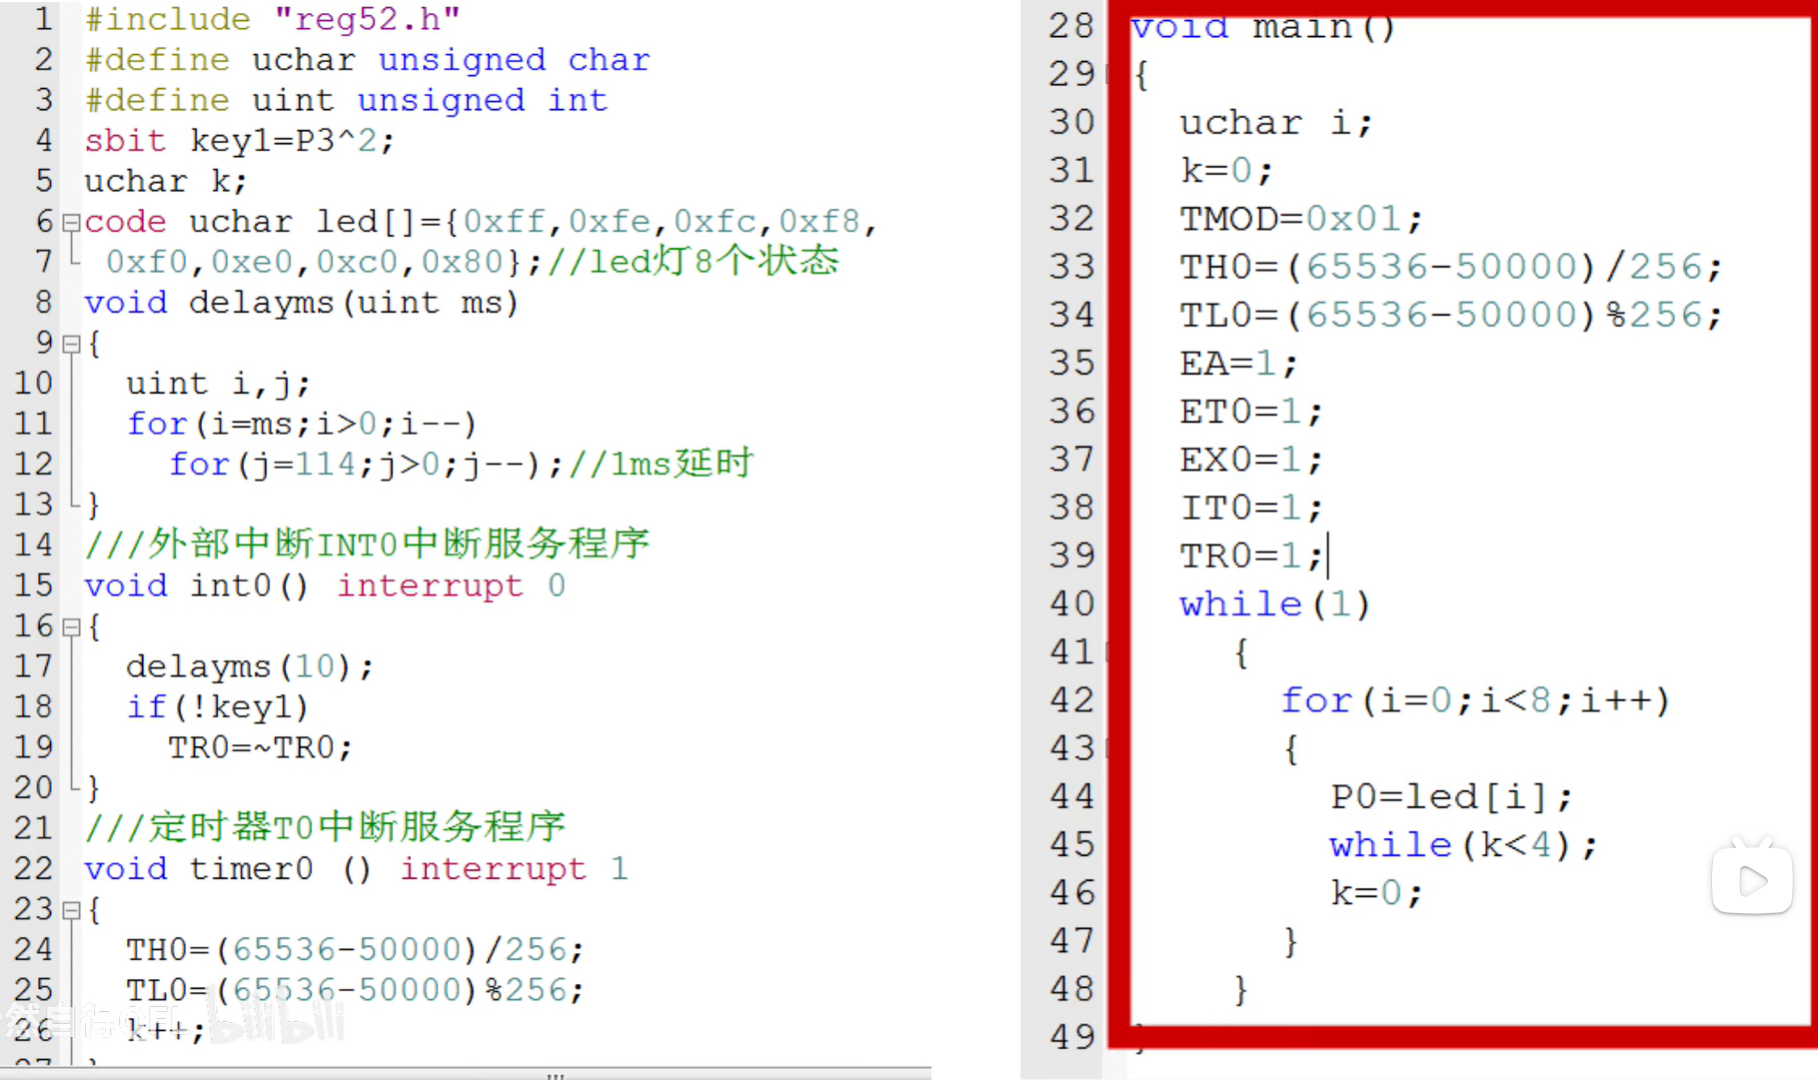 1 #include "reg52.h"
2 #define uchar unsigned char
3 #define uint unsigned int
4 sbit key1=P3^2;
5 uchar k;
6 code uchar led[]={0xff,0xfe,0xfc,0xf8,
7 0xf0,0xe0,0xc0,0x80};//led灯8个状态
8 void delayms(uint ms)
9 {
10 uint i,j;
11 for(i=ms;i>0;i--)
12 for(j=114;j>0;j--);//1ms延时
13 }
14 ///外部中断INT0中断服务程序
15 void int0() interrupt 0
16 {
17 delayms(10);
18 if(!key1)
19 TR0=~TR0;
20 }
21 ///定时器T0中断服务程序
22 void timer0 () interrupt 1
23 {
24 TH0=(65536-50000)/256;
25 TL0=(65536-50000)%256;
26 k++;
27 }
bilibili
28 void main()
29 {
30 uchar i;
31 k=0;
32 TMOD=0x01;
33 TH0=(65536-50000)/256;
34 TL0=(65536-50000)%256;
35 EA=1;
36 ET0=1;
37 EX0=1;
38 IT0=1;
39 TR0=1;
40 while(1)
41 {
42 for(i=0;i<8;i++)
43 {
44 P0=led[i];
45 while(k<4);
46 k=0;
47 }
48 }
49 }